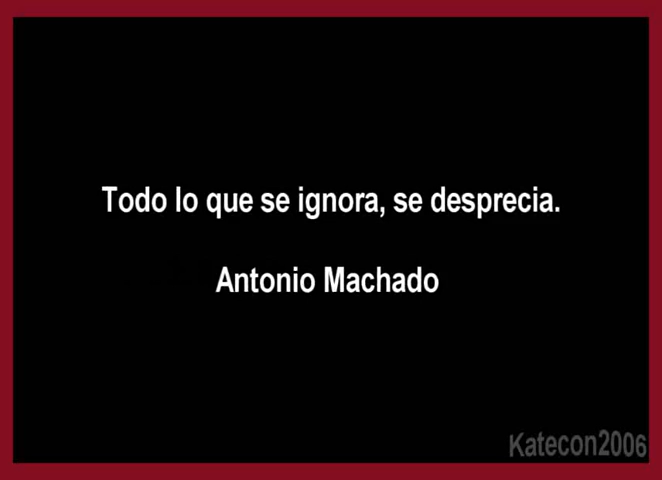 Todo lo que se ignora, se desprecia.
Antonio Machado
Katecon2006